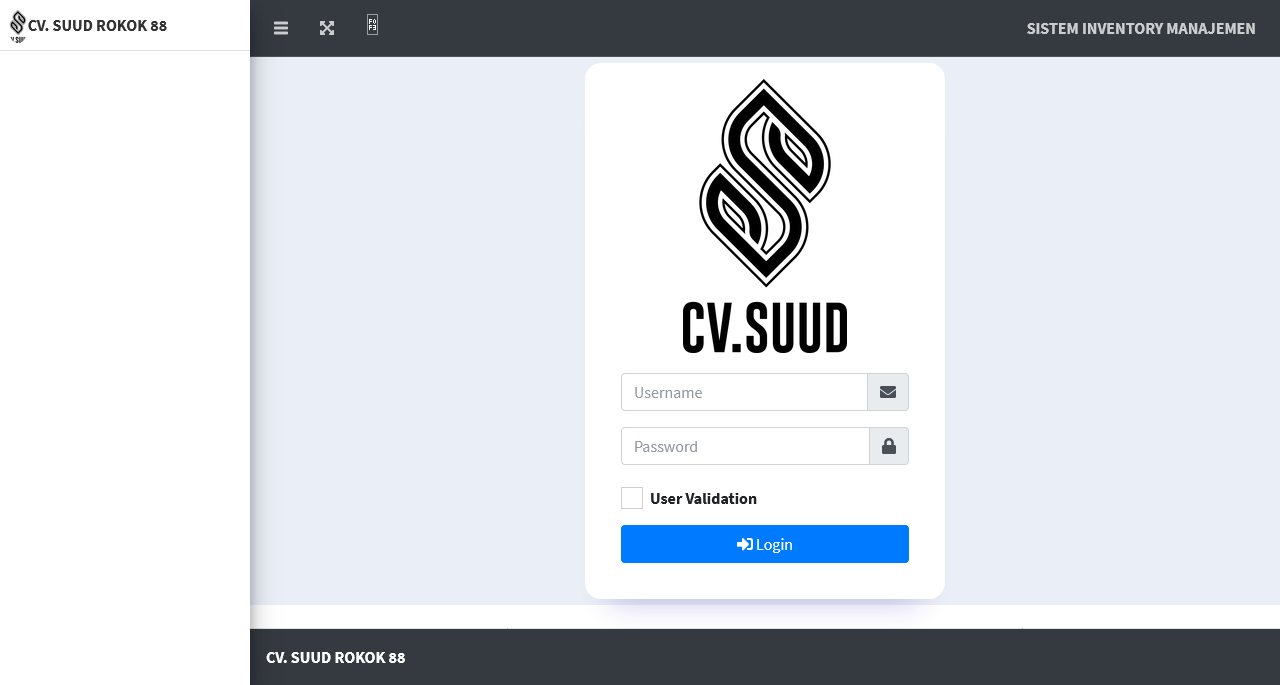 CV. SUUD ROKOK 88
SISTEM INVENTORY MANAJEMEN
CV.SUUD
Username
Password
User Validation
Login
CV. SUUD ROKOK 88